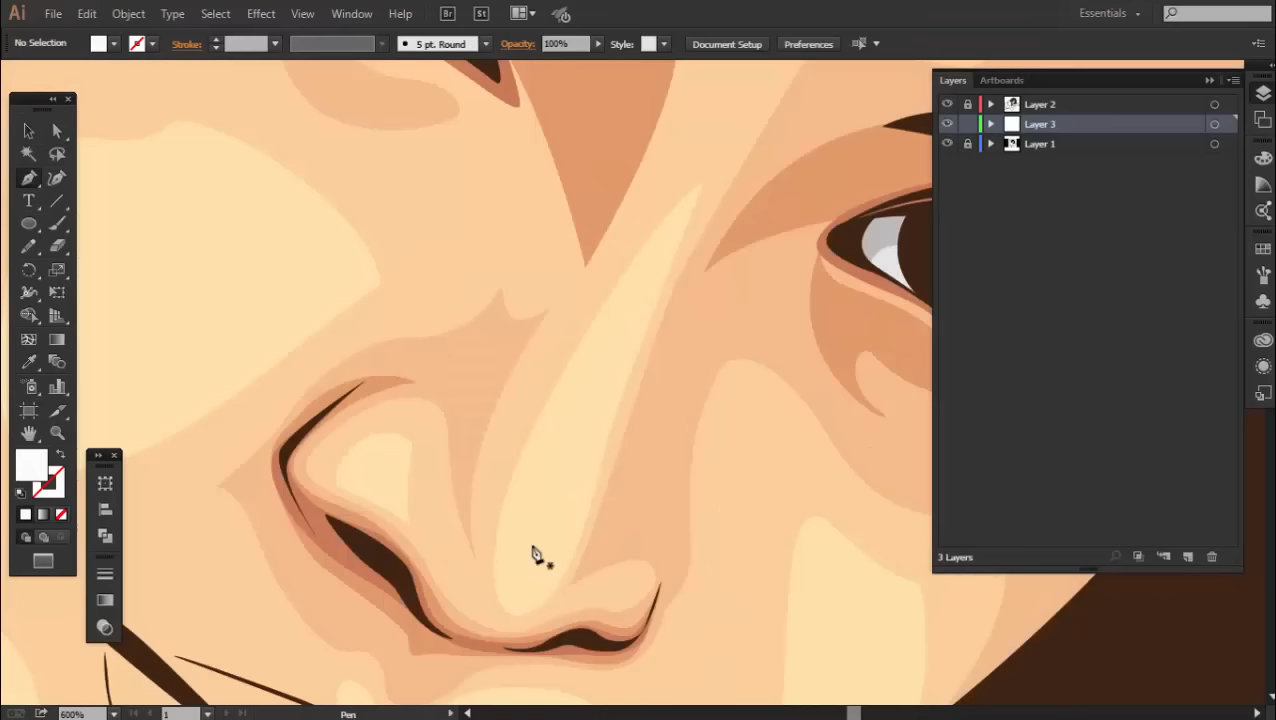 Ai File Edit Object Type Select Effect View Window Help Br St Essentials
No Selection Stroke: 5 pt. Round Opacity: 100% Style: Document Setup Preferences
Layers Artboards
Layer 2
Layer 3
Layer 1
T
3 Layers
600% 1 Pen